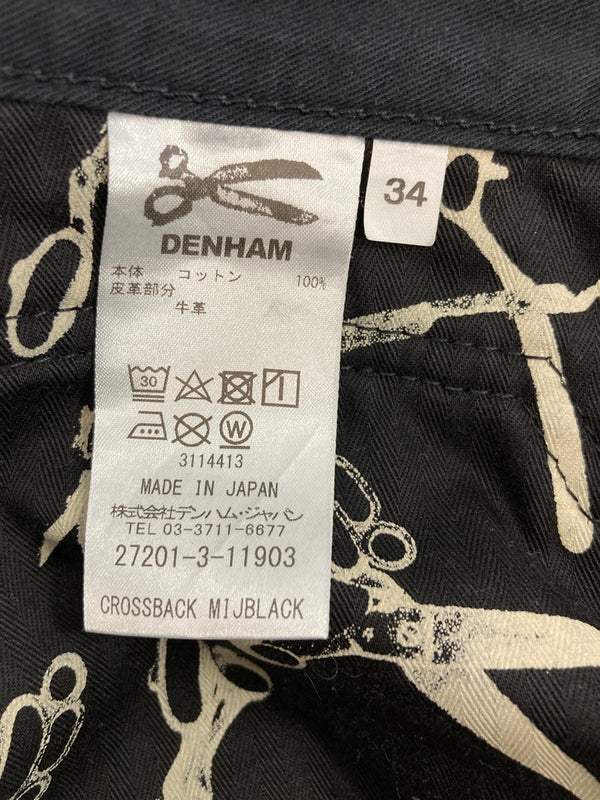 DENHAM
34
本体 コットン 100%
皮革部分
牛革
30
W
3114413
MADE IN JAPAN
株式会社デンハム・ジャパン
TEL 03-3711-6677
27201-3-11903
CROSSBACK MIJBLACK